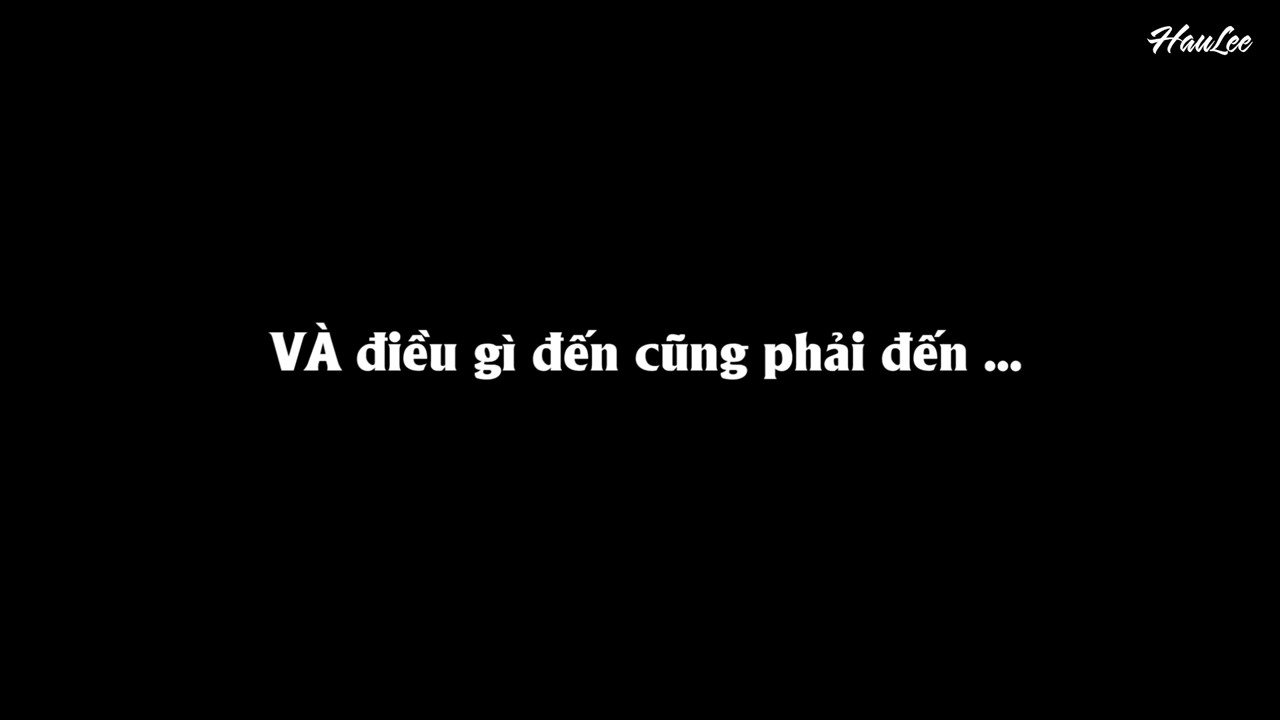 HauLee
VÀ điều gì đến cũng phải đến ...